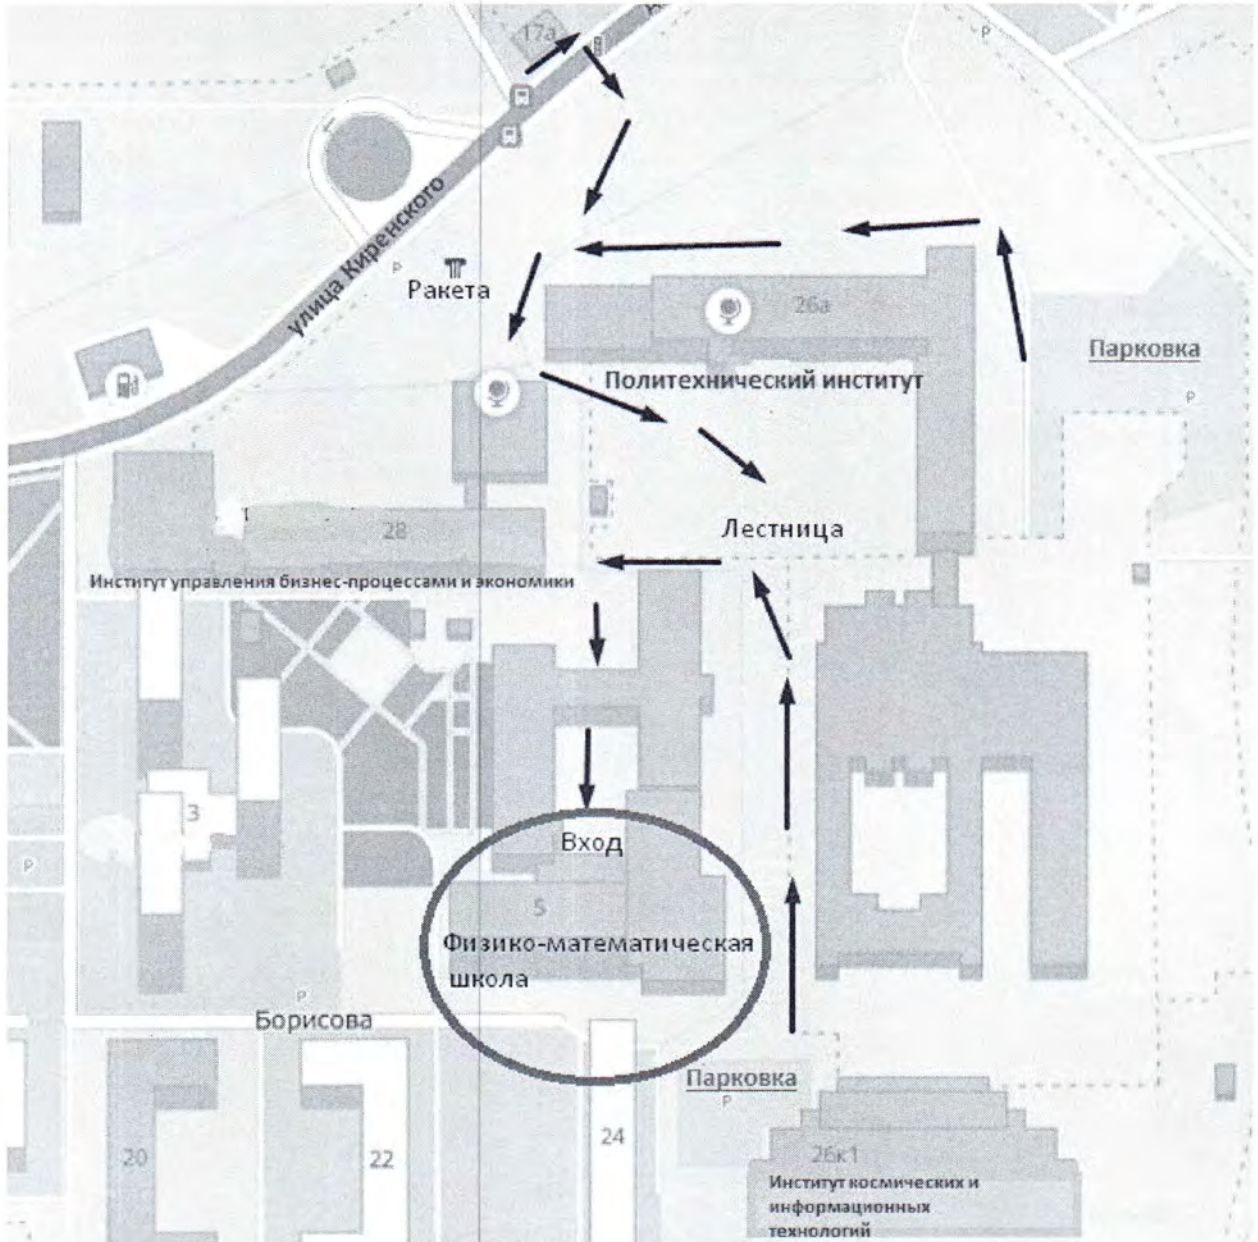 17а
P
улица Киренского
P
Ракета
26а
Парковка
P
Политехнический институт
Лестница
28
Институт управления бизнес-процессами и экономики
3
P
P
Вход
5
Физико-математическая
школа
P
Борисова
Парковка
P
20
22
24
26к1
Институт космических и
информационных
технологий